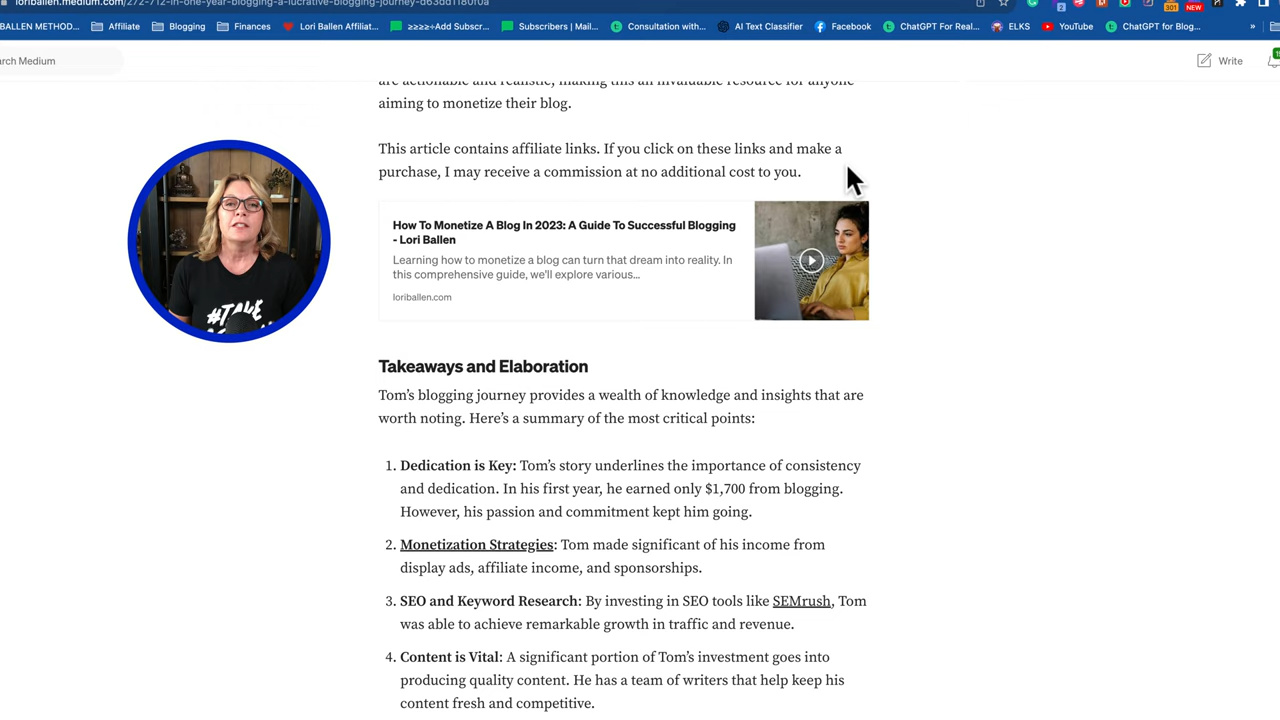 loriballen.medium.com/272-712-in-one-year-blogging-a-lucrative-blogging-journey-d63dd1180f0a
BALLEN METHOD... Affiliate Blogging Finances Lori Ballen Affiliat... ≥≥≥÷Add Subscr... Subscribers | Mail... Consultation with... AI Text Classifier Facebook ChatGPT For Real... ELKS YouTube ChatGPT for Blog... »
301 NEW
rch Medium
Write
are actionable and realistic, making this an invaluable resource for anyone
aiming to monetize their blog.
This article contains affiliate links. If you click on these links and make a
purchase, I may receive a commission at no additional cost to you.
How To Monetize A Blog In 2023: A Guide To Successful Blogging
- Lori Ballen
Learning how to monetize a blog can turn that dream into reality. In
this comprehensive guide, we'll explore various...
loriballen.com
#TAKE
Takeaways and Elaboration
Tom’s blogging journey provides a wealth of knowledge and insights that are
worth noting. Here’s a summary of the most critical points:
1. Dedication is Key: Tom’s story underlines the importance of consistency
and dedication. In his first year, he earned only $1,700 from blogging.
However, his passion and commitment kept him going.
2. Monetization Strategies: Tom made significant of his income from
display ads, affiliate income, and sponsorships.
3. SEO and Keyword Research: By investing in SEO tools like SEMrush, Tom
was able to achieve remarkable growth in traffic and revenue.
4. Content is Vital: A significant portion of Tom’s investment goes into
producing quality content. He has a team of writers that help keep his
content fresh and competitive.